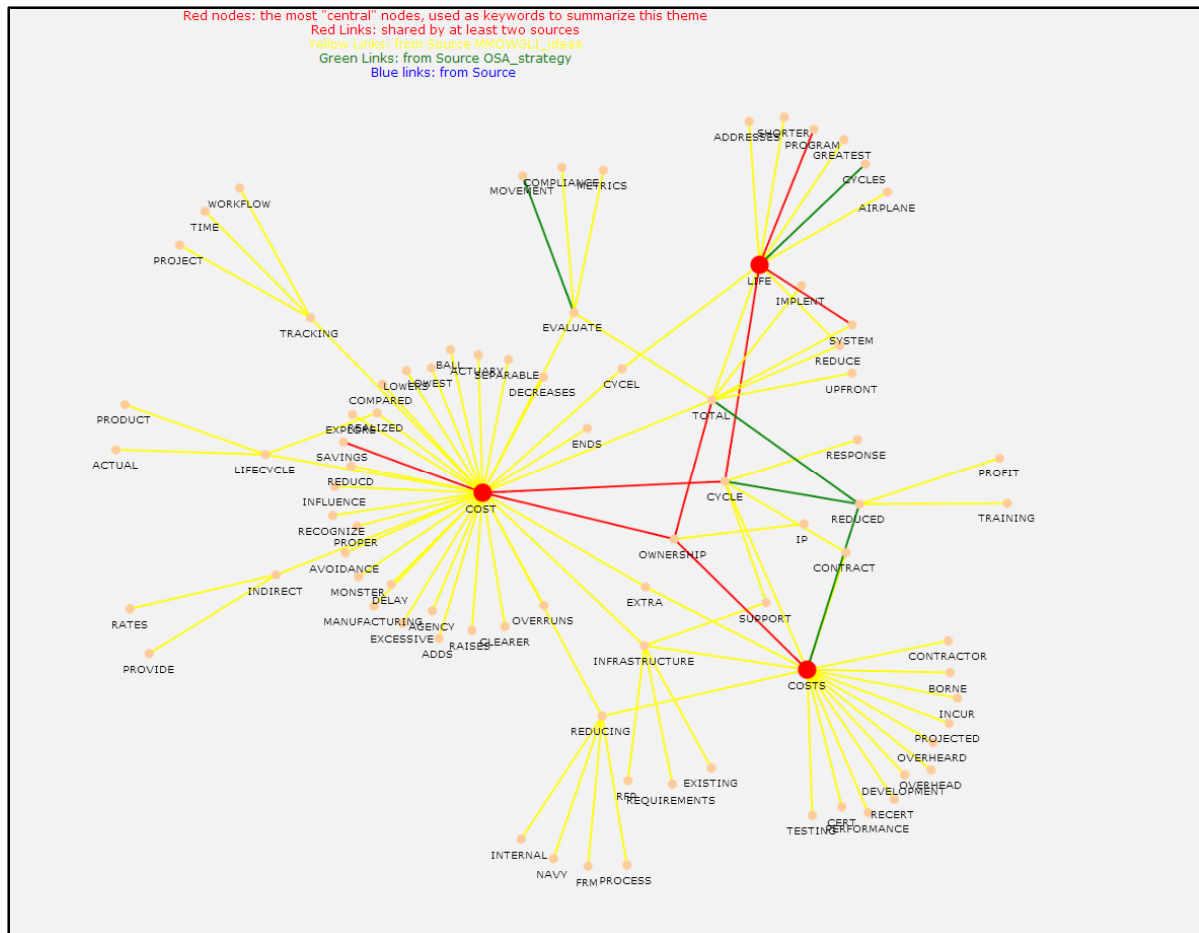 Red nodes: the most "central" nodes, used as keywords to summarize this theme
Red Links: shared by at least two sources
Yellow Links: from Source MMOWGLI_ideas
Green Links: from Source OSA_strategy
Blue links: from Source
ADDRESSES
SHORTER
PROGRAM
GREATEST
CYCLES
AIRPLANE
MOVEMENT
COMPLIANCE
METRICS
WORKFLOW
TIME
PROJECT
LIFE
IMPLENT
TRACKING
EVALUATE
SYSTEM
REDUCE
UPFRONT
BALL
ACTUARY
SEPARABLE
LOWERS
LOWEST
DECREASES
CYCEL
COMPARED
TOTAL
PRODUCT
EXPLORE
REALIZED
ENDS
SAVINGS
RESPONSE
ACTUAL
LIFECYCLE
PROFIT
REDUCD
INFLUENCE
COST
CYCLE
REDUCED
TRAINING
RECOGNIZE
PROPER
OWNERSHIP
IP
AVOIDANCE
CONTRACT
MONSTER
INDIRECT
DELAY
EXTRA
RATES
MANUFACTURING
AGENCY
OVERRUNS
SUPPORT
EXCESSIVE
RAISES
CLEARER
ADDS
INFRASTRUCTURE
CONTRACTOR
PROVIDE
COSTS
BORNE
INCUR
REDUCING
PROJECTED
OVERHEARD
OVERHEAD
EXISTING
DEVELOPMENT
RFP
REQUIREMENTS
RECERT
CERT
PERFORMANCE
TESTING
INTERNAL
NAVY
FRM
PROCESS